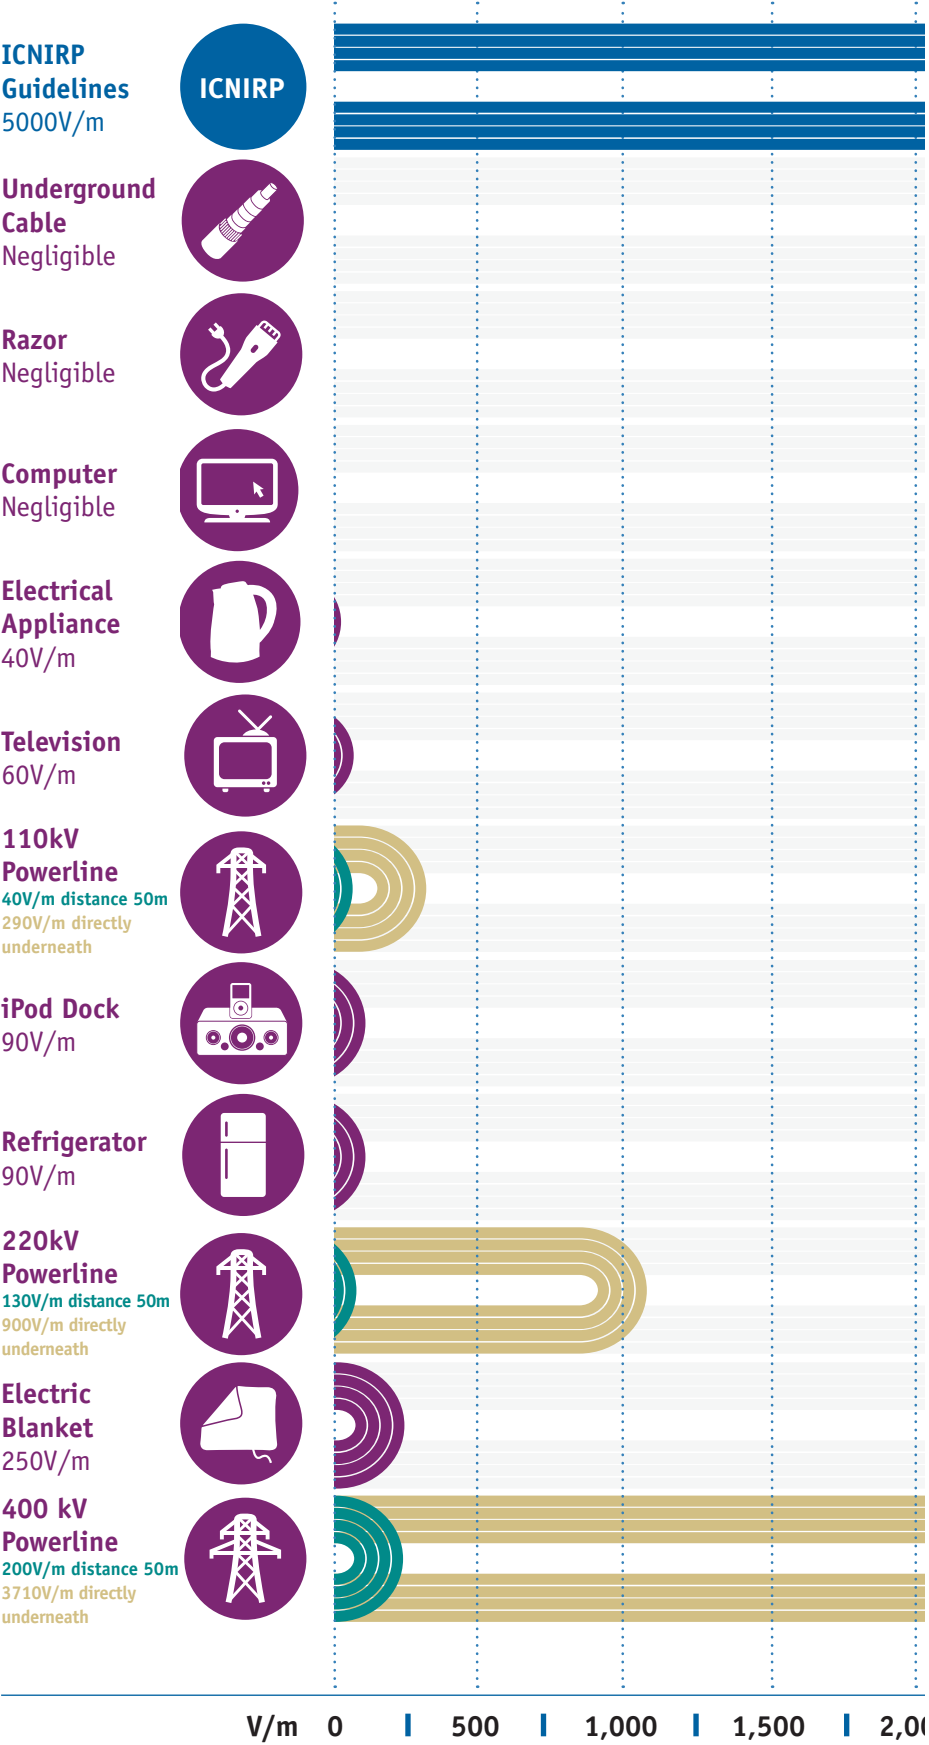 ICNIRP
Guidelines
5000V/m
ICNIRP
Underground
Cable
Negligible
Razor
Negligible
Computer
Negligible
Electrical
Appliance
40V/m
Television
60V/m
110kV
Powerline
40V/m distance 50m
290V/m directly
underneath
iPod Dock
90V/m
Refrigerator
90V/m
220kV
Powerline
130V/m distance 50m
900V/m directly
underneath
Electric
Blanket
250V/m
400 kV
Powerline
200V/m distance 50m
3710V/m directly
underneath
V/m 0 500 1,000 1,500